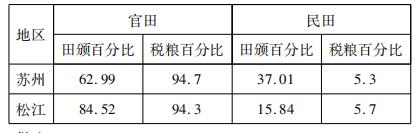 地区 官田 民田
田颁百分比 税粮百分比 田颁百分比 税粮百分比
苏州 62.99 94.7 37.01 5.3
松江 84.52 94.3 15.84 5.7